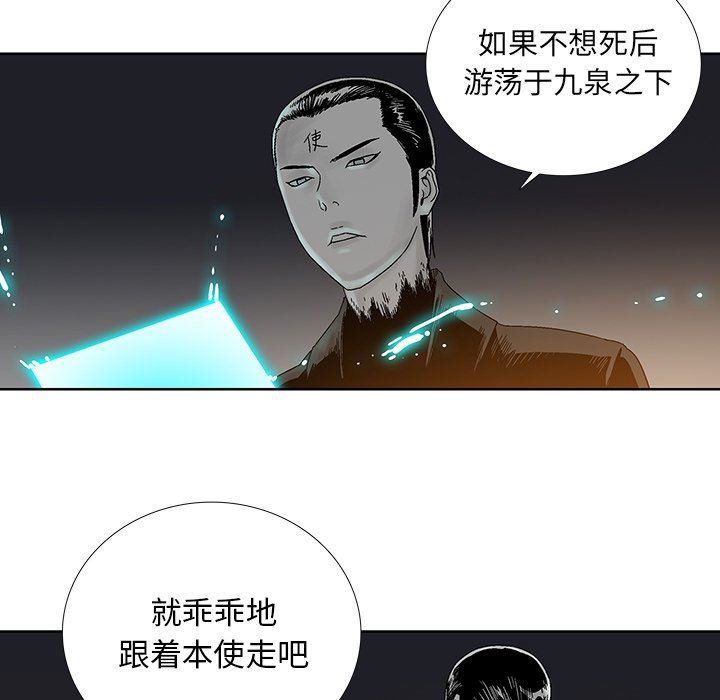 如果不想死后
游荡于九泉之下
使
就乖乖地
跟着本使走吧